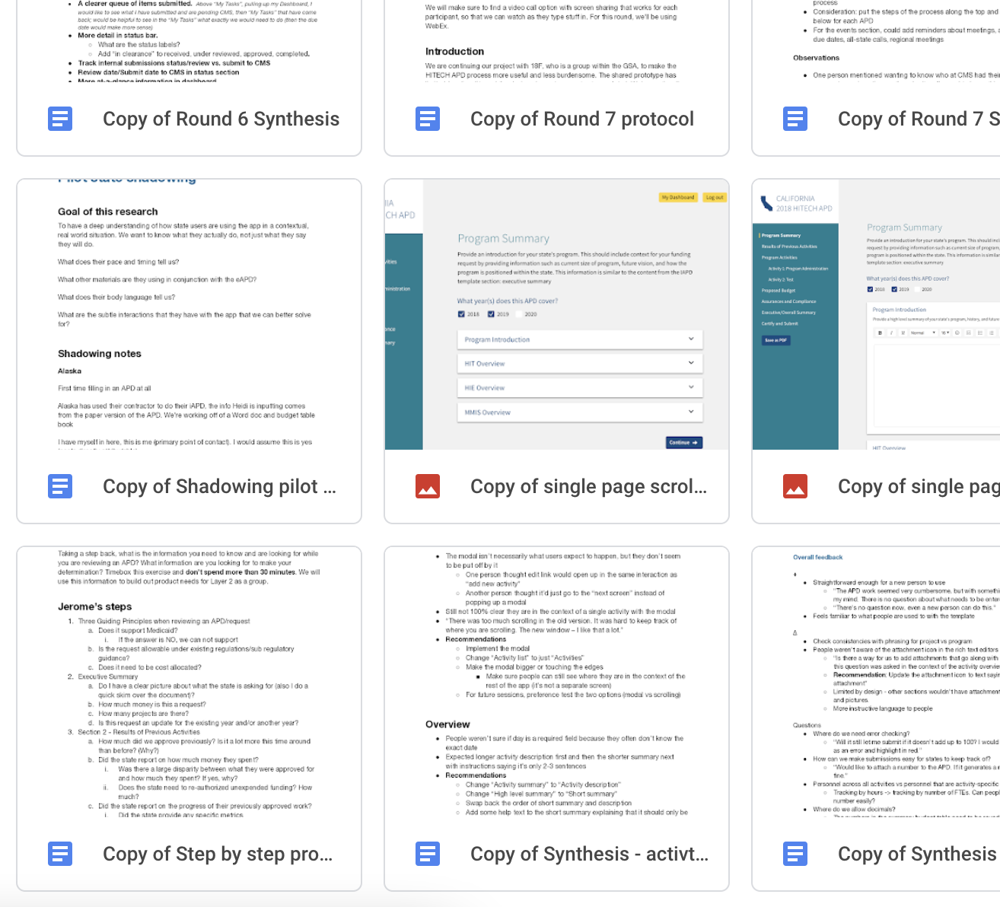 A clearer queue of items submitted. Above "My Tasks", pulling up my Dashboard, I
would like to see what I have submitted and are pending CMS, then "My Tasks" that have come
back; would be helpful to see in the "My Tasks" what exactly we would need to do (then the due
date would make more sense)
More detail in status bar.
What are the status labels?
Add "in clearance" to received, under reviewed, approved, completed.
Track internal submissions status/review vs. submit to CMS
Review date/Submit date to CMS in status section
More at-a-glance information in dashboard
Copy of Round 6 Synthesis
We will make sure to find a video call option with screen sharing that works for each
participant, so that we can watch as they type stuff in. For this round, we'll be using
WebEx.
Introduction
We are continuing our project with 18F, who is a group within the GSA, to make the
HITECH APD process more useful and less burdensome. The shared prototype has
Copy of Round 7 protocol
process
Consideration: put the steps of the process along the top and
below for each APD
For the events section, could add reminders about meetings,
due dates, all-state calls, regional meetings
Observations
One person mentioned wanting to know who at CMS had their
Copy of Round 7 S
Pilot State Shadowing
Goal of this research
To have a deep understanding of how state users are using the app in a contextual,
real world situation. We want to know what they actually do, not just what they say
they will do.
What does their pace and timing tell us?
What other materials are they using in conjunction with the eAPD?
What does their body language tell us?
What are the subtle interactions that they have with the app that we can better solve
for?
Shadowing notes
Alaska
First time filling in an APD at all
Alaska has used their contractor to do their iAPD, the info Heidi is inputting comes
from the paper version of the APD. We're working off of a Word doc and budget table
book
I have myself in here, this is me (primary point of contact). I would assume this is yes
Copy of Shadowing pilot ...
IIA
CH APD
vities
ministration
ance
mary
My Dashboard
Log out
Program Summary
Provide an introduction for your state's program. This should include context for your funding
request by providing information such as current size of program, future vision, and how the
program is positioned within the state. This information is similar to the content from the IAPD
template section: executive summary
What year(s) does this APD cover?
2018 2019 2020
Program Introduction
HIT Overview
HIE Overview
MMIS Overview
Continue →
Copy of single page scrol...
CALIFORNIA
2018 HITECH APD
Program Summary
Results of Previous Activities
Program Activities
Activity 1: Program Administration
Activity 2: Test
Proposed Budget
Assurances and Compliance
Executive/Overall Summary
Certify and Submit
Save as PDF
Program Summary
Provide an introduction for your state's program. This should incl
request by providing information such as current size of program,
program is positioned within the state. This information is similar
template section: executive summary
What year(s) does this APD cover?
2018 2019 2020
Program Introduction
Provide a high level summary of your state's program, history, and future
B I U Normal
HIT Overview
Copy of single pag
Taking a step back, what is the information you need to know and are looking for while
you are reviewing an APD? What information are you looking for to make your
determination? Timebox this exercise and don't spend more than 30 minutes. We will
use this information to build out product needs for Layer 2 as a group.
Jerome's steps
1. Three Guiding Principles when reviewing an APD/request
a. Does it support Medicaid?
i. If the answer is NO, we can not support
b. Is the request allowable under existing regulations/sub regulatory
guidance?
c. Does it need to be cost allocated?
2. Executive Summary
a. Do I have a clear picture about what the state is asking for (also I do a
quick skim over the document)?
b. How much money is this a request?
c. How many projects are there?
d. Is this request an update for the existing year and/or another year?
3. Section 2 - Results of Previous Activities
a. How much did we approve previously? Is it a lot more this time around
than before? (Why?)
b. Did the state report on how much money they spent?
i. Was there a large disparity between what they were approved for
and how much they spent? If yes, why?
ii. Does the state need to re-authorized unexpended funding? How
much?
c. Did the state report on the progress of their previously approved work?
i. Did the state provide any specific metrics
Copy of Step by step pro...
The modal isn't necessarily what users expect to happen, but they don't seem
to be put off by it
One person thought edit link would open up in the same interaction as
"add new activity"
Another person thought it'd just go to the "next screen" instead of
popping up a modal
Still not 100% clear they are in the context of a single activity with the modal
"There was too much scrolling in the old version. It was hard to keep track of
where you are scrolling. The new window – I like that a lot."
Recommendations
Implement the modal
Change "Activity list" to just "Activities"
Make the modal bigger or touching the edges
Make sure people can still see where they are in the context of the
rest of the app (it's not a separate screen)
For future sessions, preference test the two options (modal vs scrolling)
Overview
People weren't sure if day is a required field because they often don't know the
exact date
Expected longer activity description first and then the shorter summary next
with instructions saying it's only 2-3 sentences
Recommendations
Change "Activity summary" to "Activity description"
Change "High level summary" to "Short summary"
Swap back the order of short summary and description
Add some help text to the short summary explaining that it should only be
Copy of Synthesis - activt...
Overall feedback
+
Straightforward enough for a new person to use
"The APD work seemed very cumbersome, but with somethi
my mind. There is no question about what needs to be enter
"There's no question now, even a new person can do this."
Feels familiar to what people are used to with the template
Δ
Check consistencies with phrasing for project vs program
People weren't aware of the attachment icon in the rich text editors
"Is there a way for us to add attachments that go along with
this question was asked in the context of the activity overvie
Recommendation: Update the attachment icon to text sayin
attachment"
Limited by design - other sections wouldn't have attachment
and pictures.
More instructive language to people
Questions
Where do we need error checking?
"Will it still let me submit if it doesn't add up to 100? I would
as an error and highlight in red."
How can we make submissions easy for states to keep track of?
"Would like to attach a number to the APD. If it generates a
fine."
Personnel across all activities vs personnel that are activity-specific
Tracking by hours -> tracking by number of FTEs. Can peopl
number easily?
Where do we allow decimals?
Copy of Synthesis